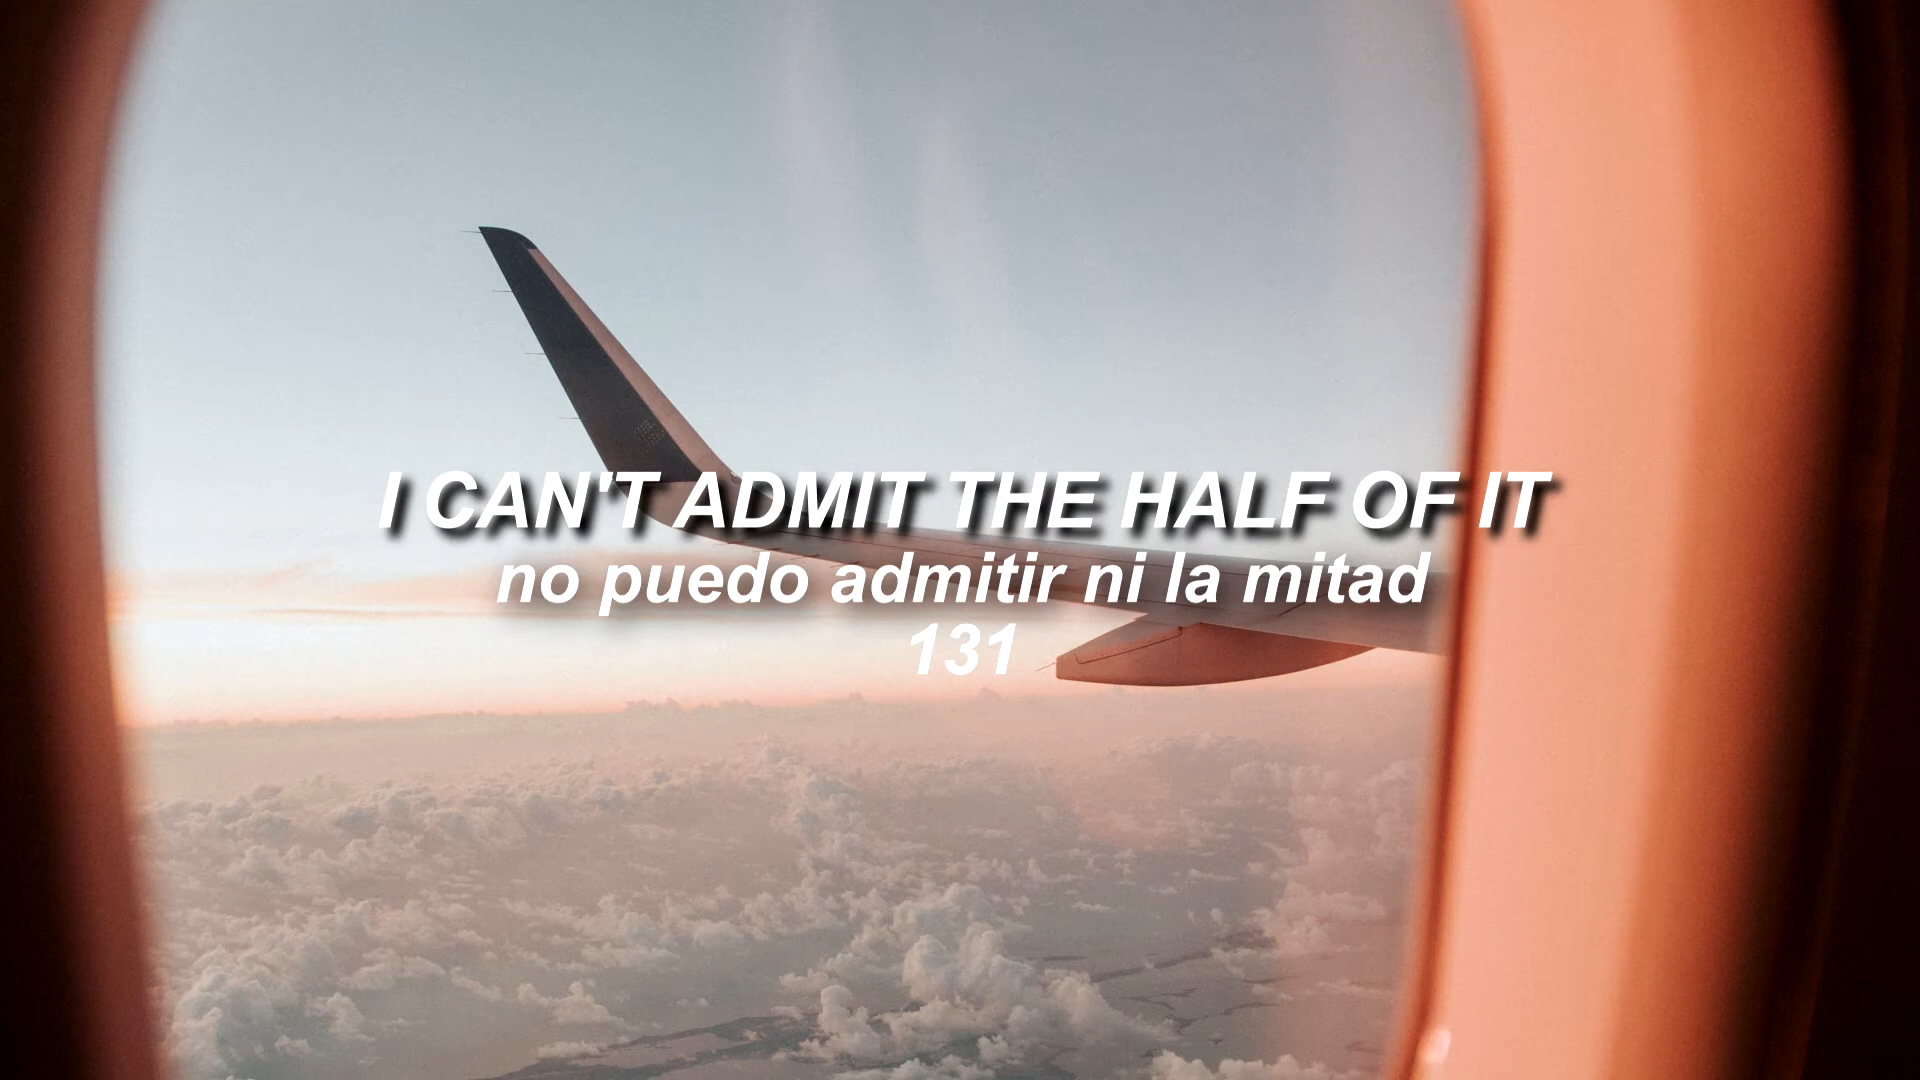 I CAN'T ADMIT THE HALF OF IT
no puedo admitir ni la mitad
131